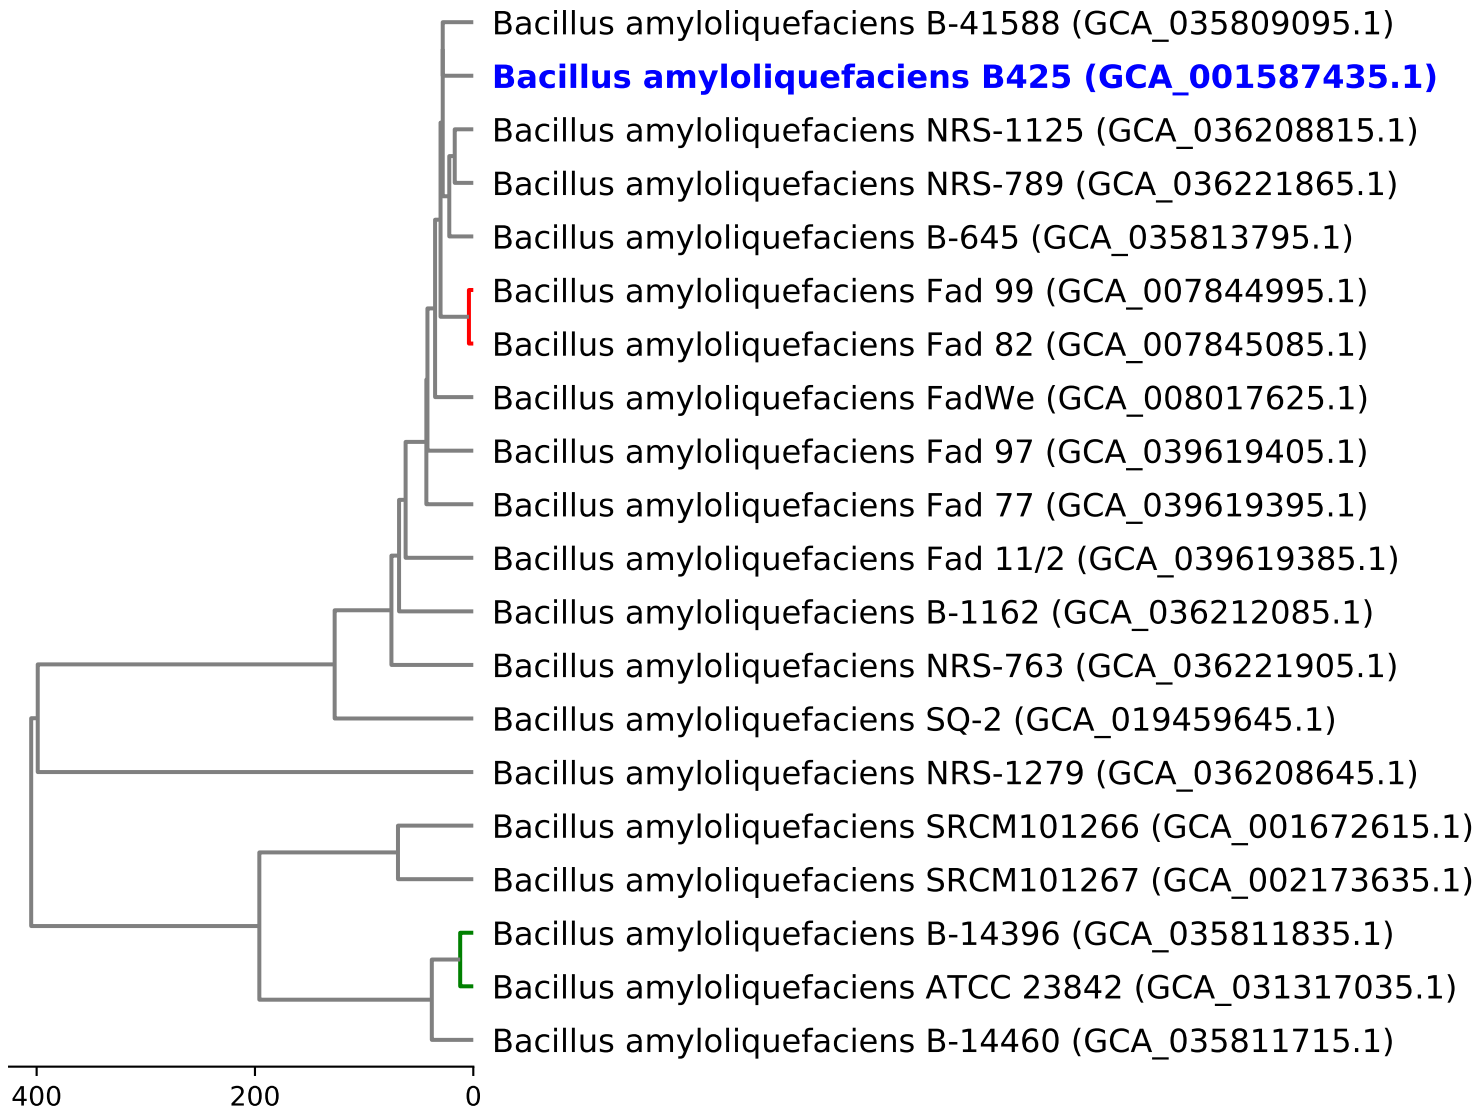 Bacillus amyloliquefaciens B-41588 (GCA_035809095.1)
Bacillus amyloliquefaciens B425 (GCA_001587435.1)
Bacillus amyloliquefaciens NRS-1125 (GCA_036208815.1)
Bacillus amyloliquefaciens NRS-789 (GCA_036221865.1)
Bacillus amyloliquefaciens B-645 (GCA_035813795.1)
Bacillus amyloliquefaciens Fad 99 (GCA_007844995.1)
Bacillus amyloliquefaciens Fad 82 (GCA_007845085.1)
Bacillus amyloliquefaciens FadWe (GCA_008017625.1)
Bacillus amyloliquefaciens Fad 97 (GCA_039619405.1)
Bacillus amyloliquefaciens Fad 77 (GCA_039619395.1)
Bacillus amyloliquefaciens Fad 11/2 (GCA_039619385.1)
Bacillus amyloliquefaciens B-1162 (GCA_036212085.1)
Bacillus amyloliquefaciens NRS-763 (GCA_036221905.1)
Bacillus amyloliquefaciens SQ-2 (GCA_019459645.1)
Bacillus amyloliquefaciens NRS-1279 (GCA_036208645.1)
Bacillus amyloliquefaciens SRCM101266 (GCA_001672615.1)
Bacillus amyloliquefaciens SRCM101267 (GCA_002173635.1)
Bacillus amyloliquefaciens B-14396 (GCA_035811835.1)
Bacillus amyloliquefaciens ATCC 23842 (GCA_031317035.1)
Bacillus amyloliquefaciens B-14460 (GCA_035811715.1)
400 200 0